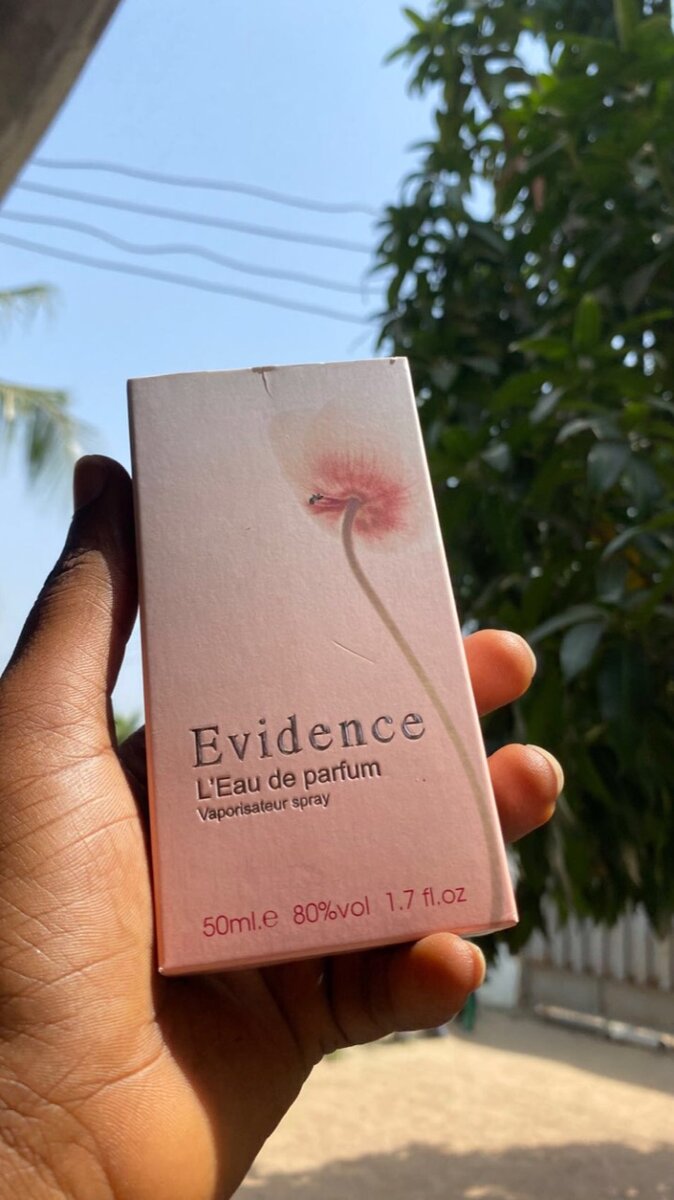 Evidence
L'Eau de parfum
Vaporisateur spray
50ml.e 80%vol 1.7 fl.oz